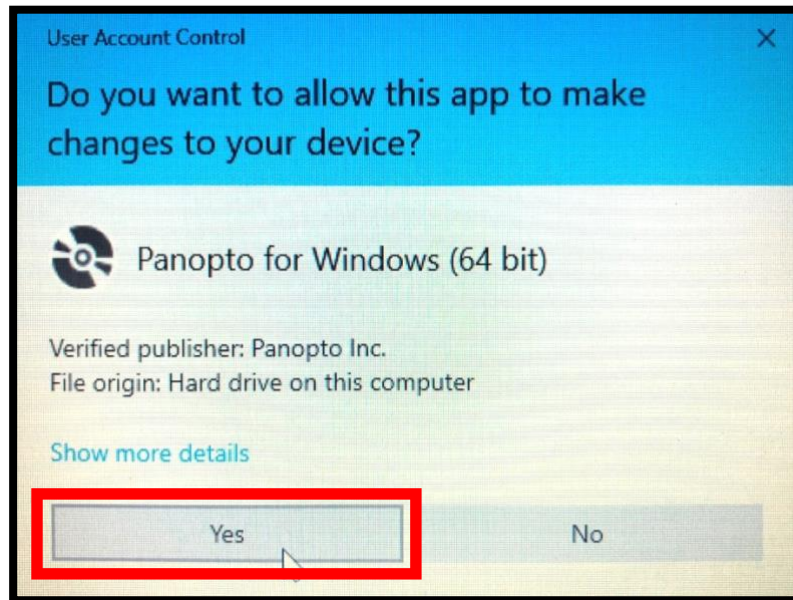 User Account Control
Do you want to allow this app to make
changes to your device?
Panopto for Windows (64 bit)
Verified publisher: Panopto Inc.
File origin: Hard drive on this computer
Show more details
Yes
No